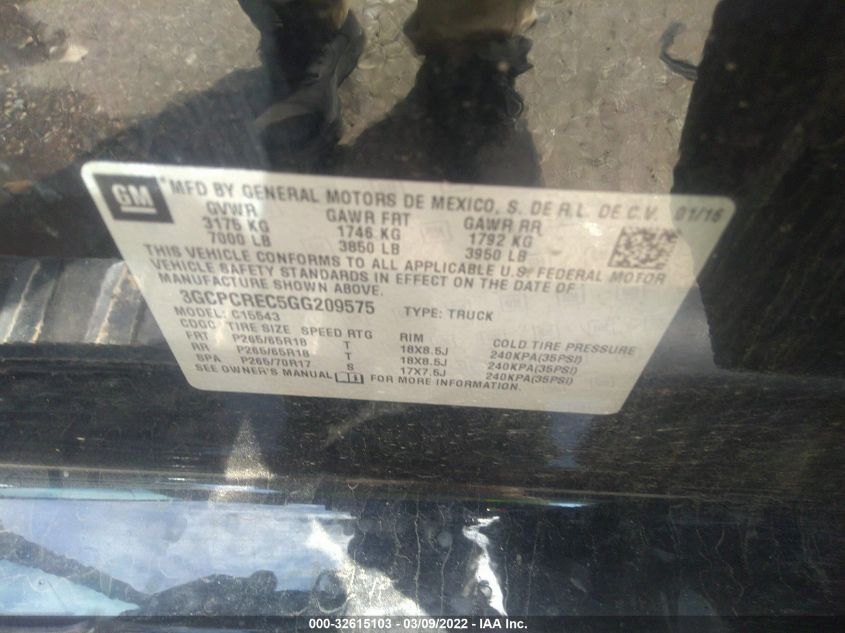 GM MFD BY GENERAL MOTORS DE MEXICO, S. DE R.L. DE C.V. 01/16
GVWR GAWR FRT GAWR RR
3175 KG 1746 KG 1792 KG
7000 LB 3850 LB 3950 LB
THIS VEHICLE CONFORMS TO ALL APPLICABLE U.S. FEDERAL MOTOR
VEHICLE SAFETY STANDARDS IN EFFECT ON THE DATE OF
MANUFACTURE SHOWN ABOVE.
3GCPCREC5GG209575 TYPE: TRUCK
MODEL: C15543
CDGC TIRE SIZE SPEED RTG RIM COLD TIRE PRESSURE
FRT P265/65R18 T 18X8.5J 240KPA(35PSI)
RR P265/65R18 T 18X8.5J 240KPA(35PSI)
SPA P265/70R17 S 17X7.5J 240KPA(35PSI)
SEE OWNER'S MANUAL FOR MORE INFORMATION.
000-32615103 - 03/09/2022 - IAA Inc.